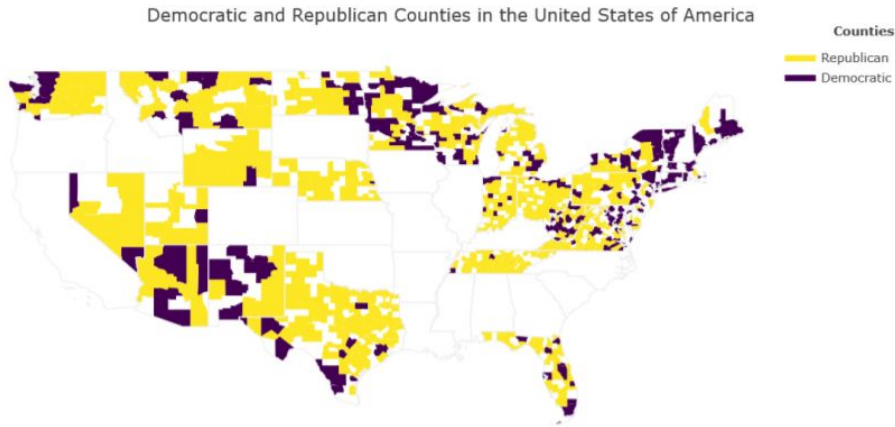 Democratic and Republican Counties in the United States of America
Counties
Republican
Democratic